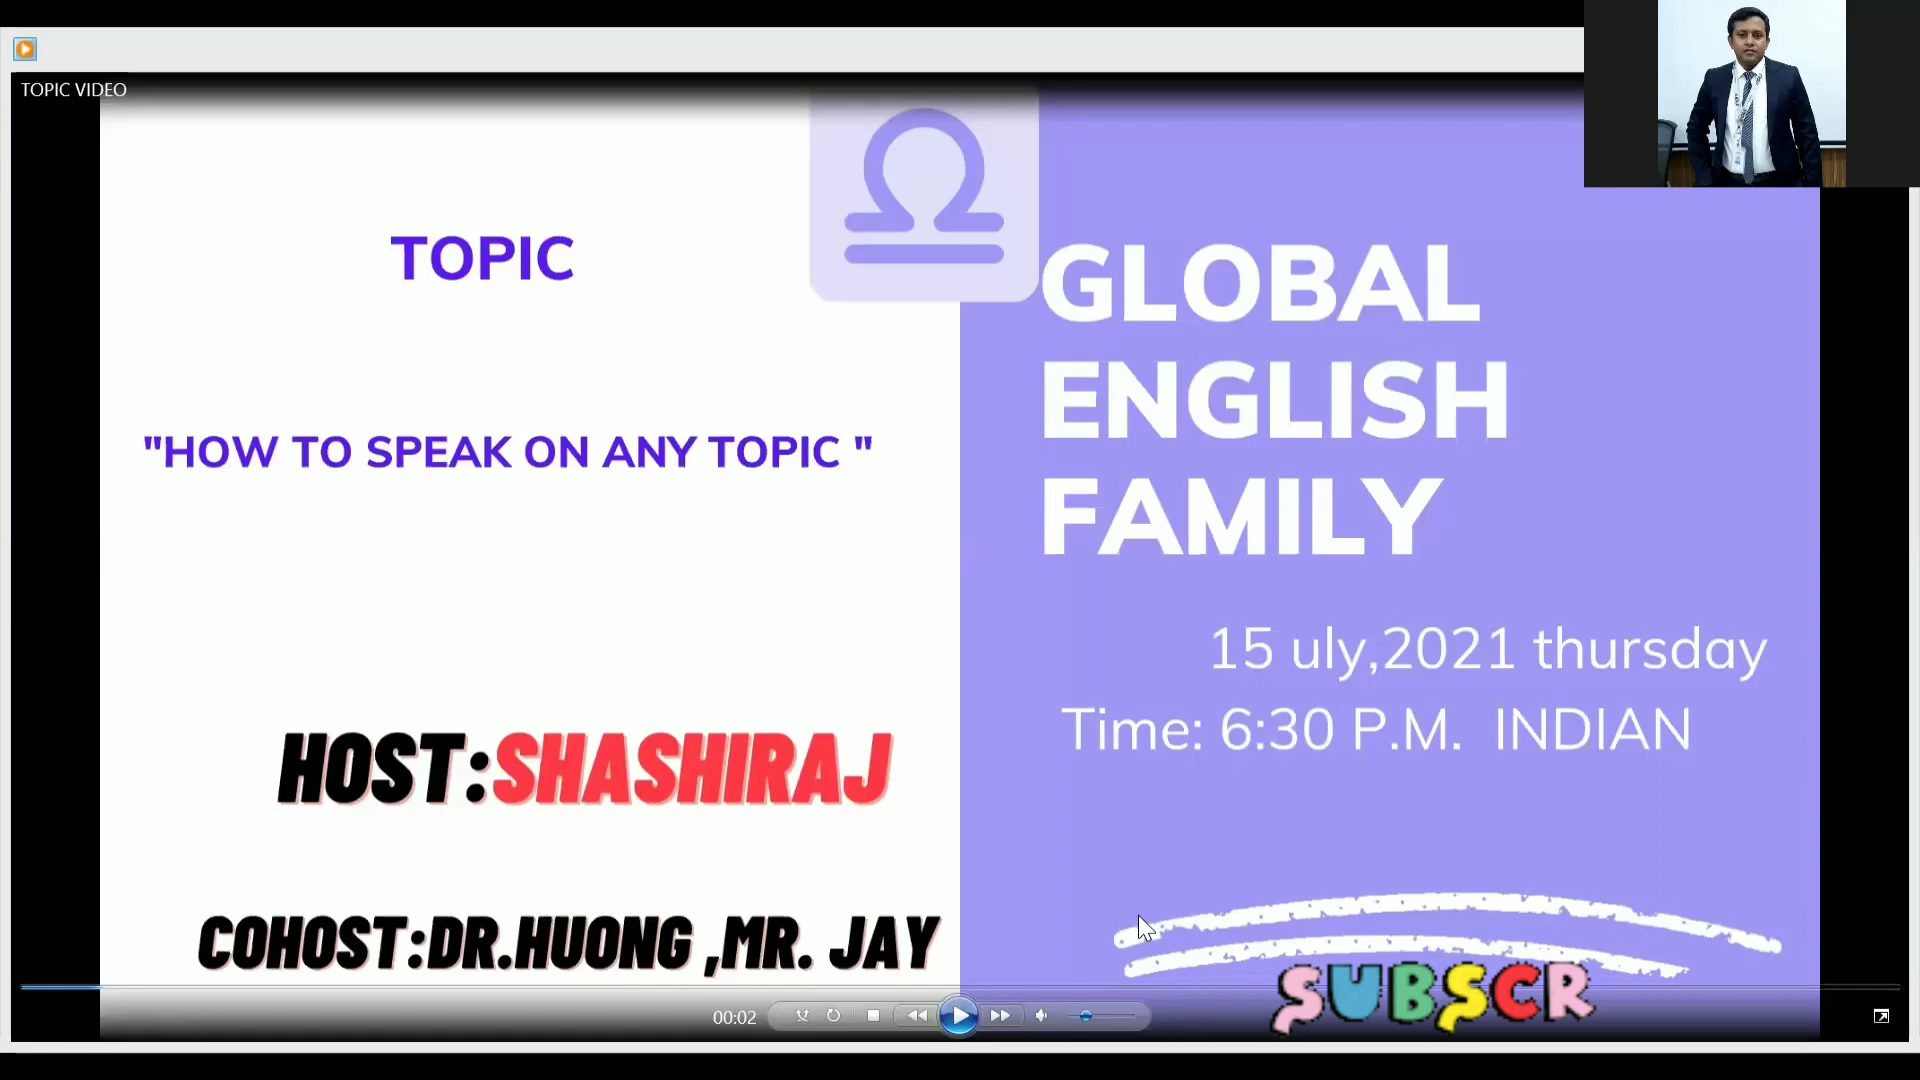 TOPIC VIDEO
TOPIC
"HOW TO SPEAK ON ANY TOPIC "
HOST:SHASHIRAJ
COHOST:DR.HUONG ,MR. JAY
GLOBAL
ENGLISH
FAMILY
15 uly,2021 thursday
Time: 6:30 P.M. INDIAN
SUBSCR
00:02